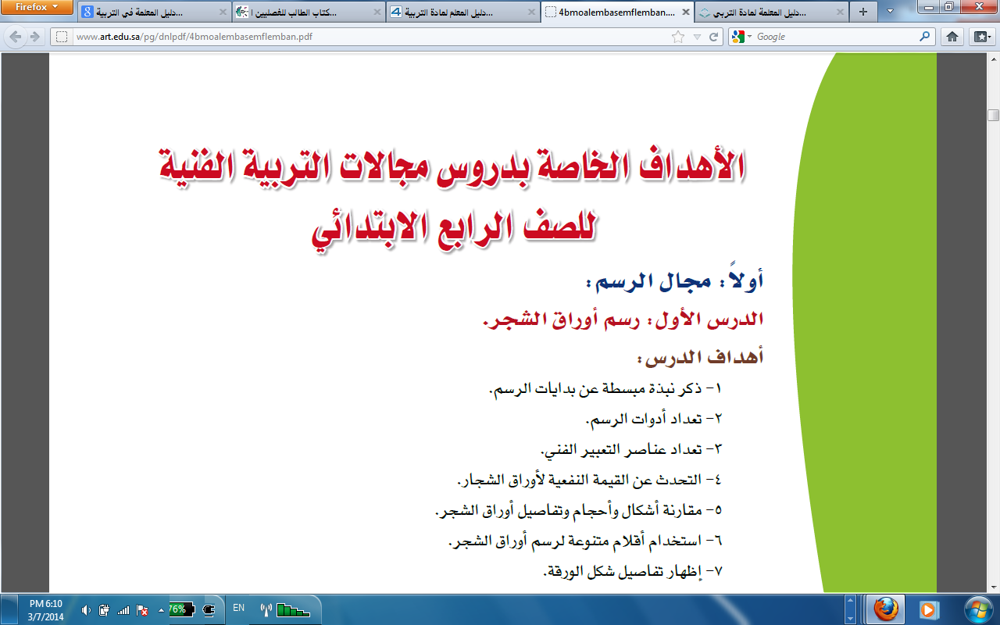 Firefox
دليل المعلمة في التربية...
كتاب الطالب للفصليين ا...
دليل المعلم لمادة التربية...
4bmoalembasemflemban....
دليل المعلمة لمادة التربي...
www.art.edu.sa/pg/dnlpdf/4bmoalembasemflemban.pdf
Google
الأهداف الخاصة بدروس مجالات التربية الفنية
للصف الرابع الابتدائي
أولاً: مجال الرسم:
الدرس الأول: رسم أوراق الشجر.
أهداف الدرس:
١- ذكر نبذة مبسطة عن بدايات الرسم.
٢- تعداد أدوات الرسم.
٣- تعداد عناصر التعبير الفني.
٤- التحدث عن القيمة النفعية لأوراق الشجار.
٥- مقارنة أشكال وأحجام وتفاصيل أوراق الشجر.
٦- استخدام أقلام متنوعة لرسم أوراق الشجر.
٧- إظهار تفاصيل شكل الورقة.
PM 6:10
3/7/2014
76%
EN